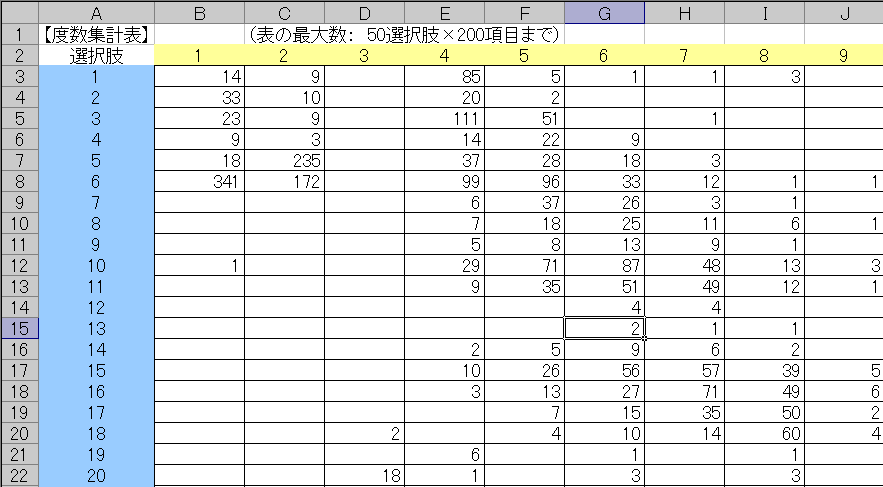 A B C D E F G H I J
1 【度数集計表】 （表の最大数： 50選択肢×200項目まで）
2 選択肢 1 2 3 4 5 6 7 8 9
3 1 14 9 85 5 1 1 3
4 2 33 10 20 2
5 3 23 9 111 51 1
6 4 9 3 14 22 9
7 5 18 235 37 28 18 3
8 6 341 172 99 96 33 12 1 1
9 7 6 37 26 3 1
10 8 7 18 25 11 6 1
11 9 5 8 13 9 1
12 10 1 29 71 87 48 13 3
13 11 9 35 51 49 12 1
14 12 4 4
15 13 2 1 1
16 14 2 5 9 6 2
17 15 10 26 56 57 39 5
18 16 3 13 27 71 49 6
19 17 7 15 35 50 2
20 18 2 4 10 14 60 4
21 19 6 1 1
22 20 18 1 3 3